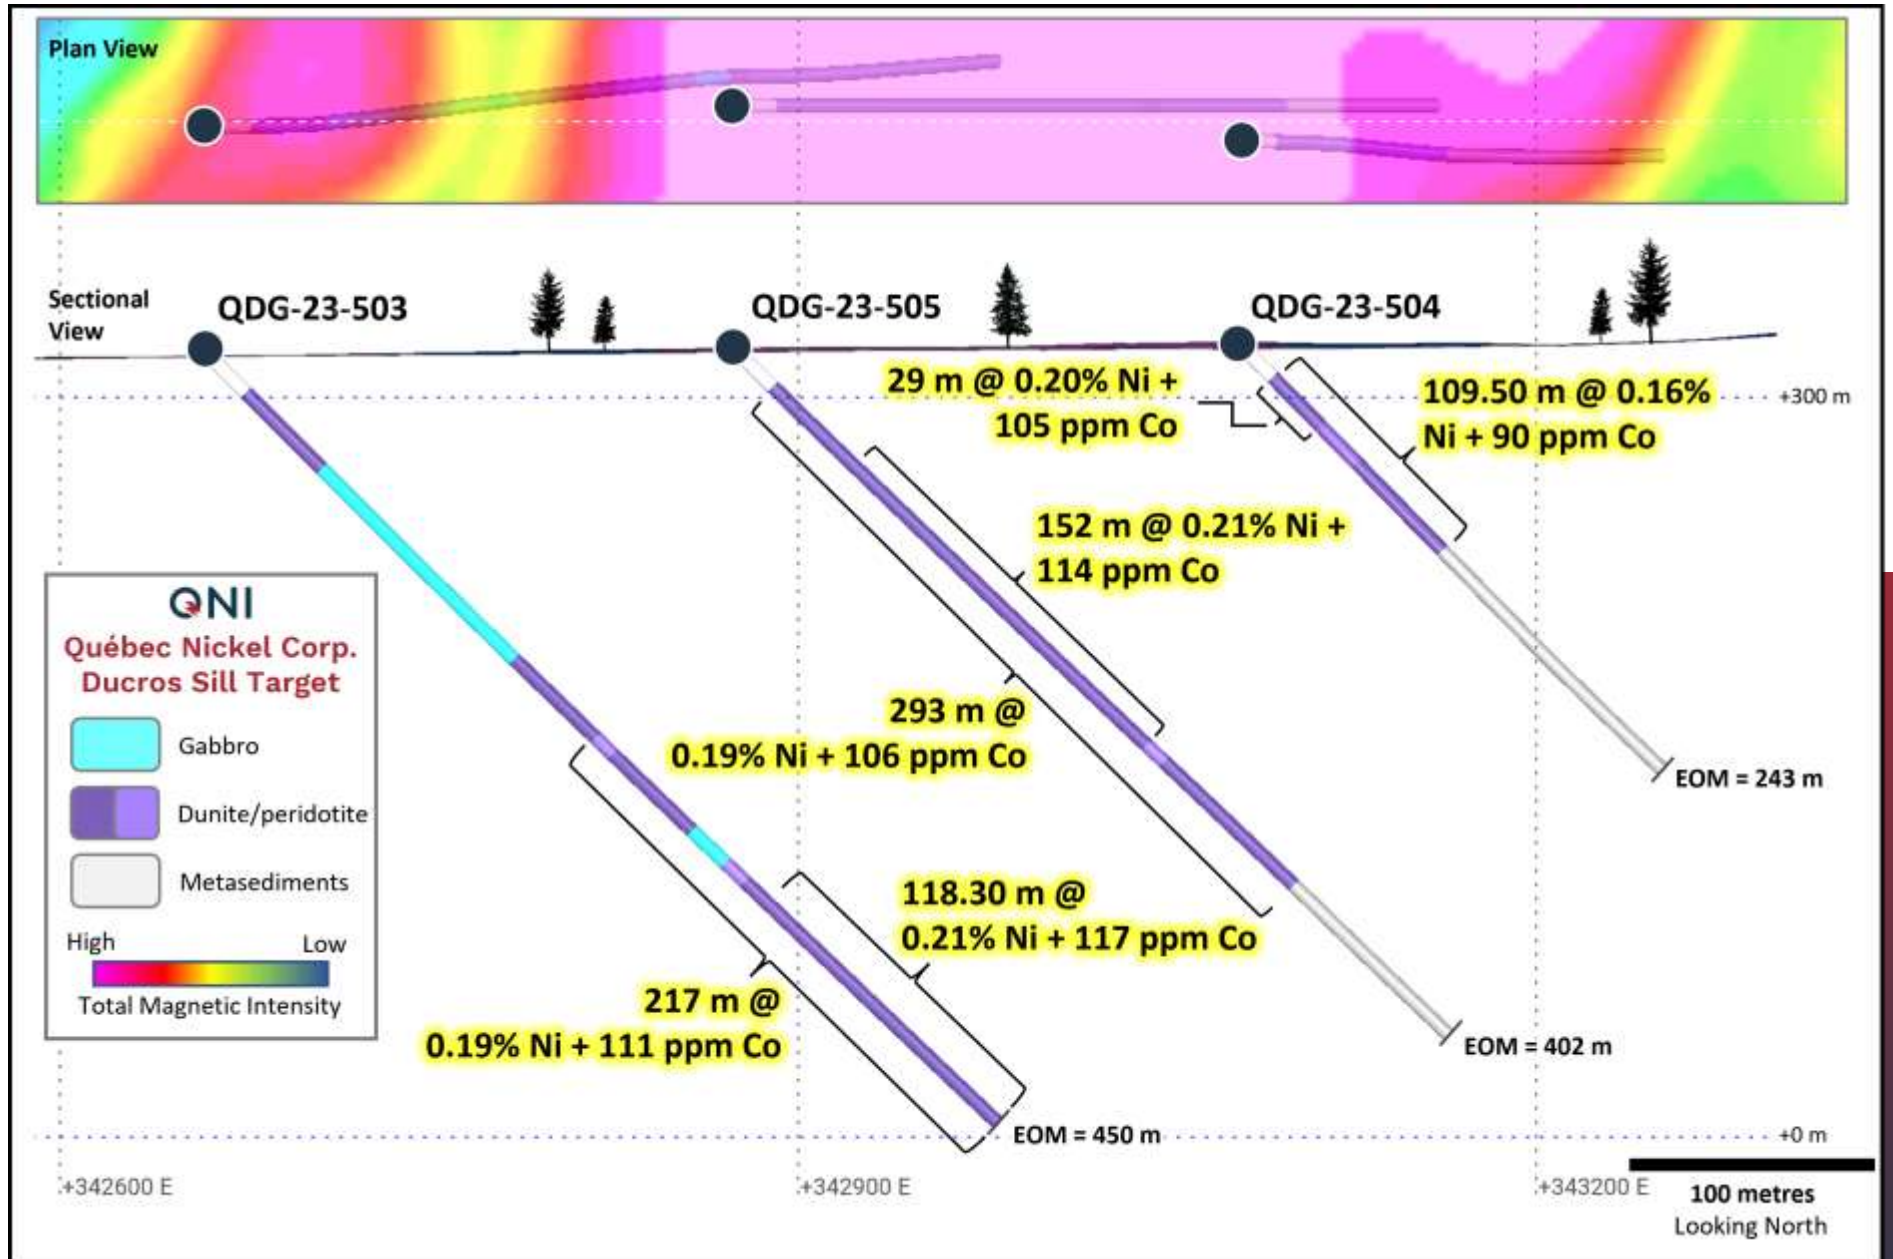 Plan View
Sectional
View
QDG-23-503
QDG-23-505
QDG-23-504
29 m @ 0.20% Ni +
105 ppm Co
109.50 m @ 0.16%
Ni + 90 ppm Co
+300 m
152 m @ 0.21% Ni +
114 ppm Co
293 m @
0.19% Ni + 106 ppm Co
118.30 m @
0.21% Ni + 117 ppm Co
217 m @
0.19% Ni + 111 ppm Co
EOM = 243 m
EOM = 402 m
EOM = 450 m
+0 m
QNI
Québec Nickel Corp.
Ducros Sill Target
Gabbro
Dunite/peridotite
Metasediments
High
Low
Total Magnetic Intensity
+342600 E
+342900 E
+343200 E
100 metres
Looking North